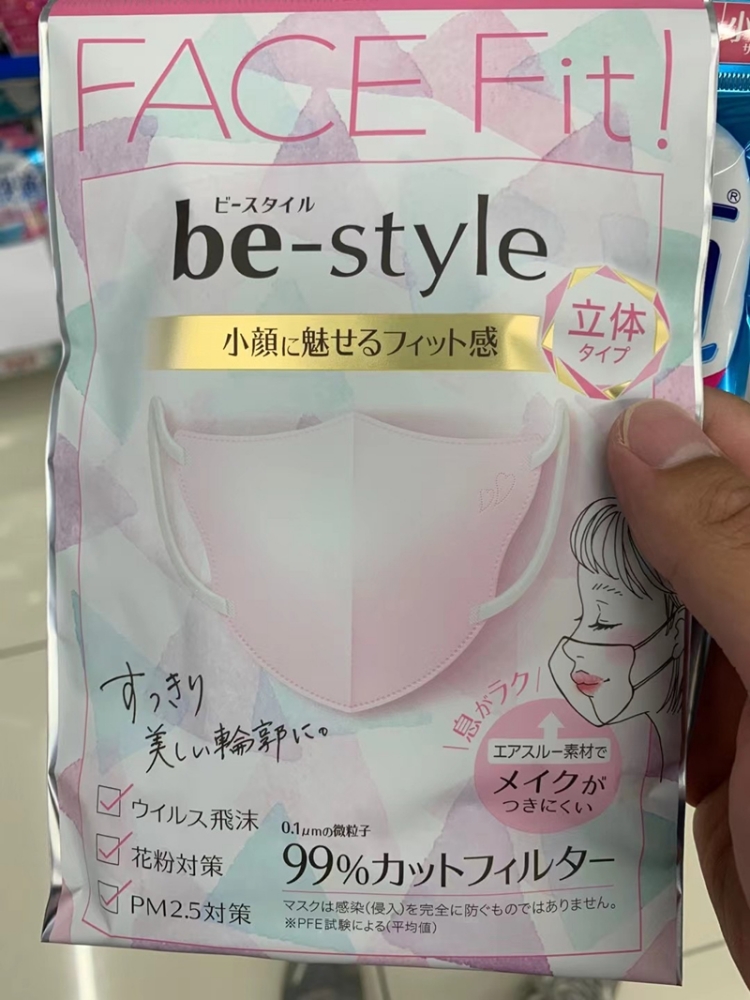 FACE Fit!
ビースタイル
be-style
小顔に魅せるフィット感
立体
タイプ
すっきり
美しい輪郭に。
息がラク
エアスルー素材で
メイクが
つきにくい
ウイルス飛沫
花粉対策
PM2.5対策
0.1μmの微粒子
99%カットフィルター
マスクは感染(侵入)を完全に防ぐものではありません。
※PFE試験による(平均値)
小
®